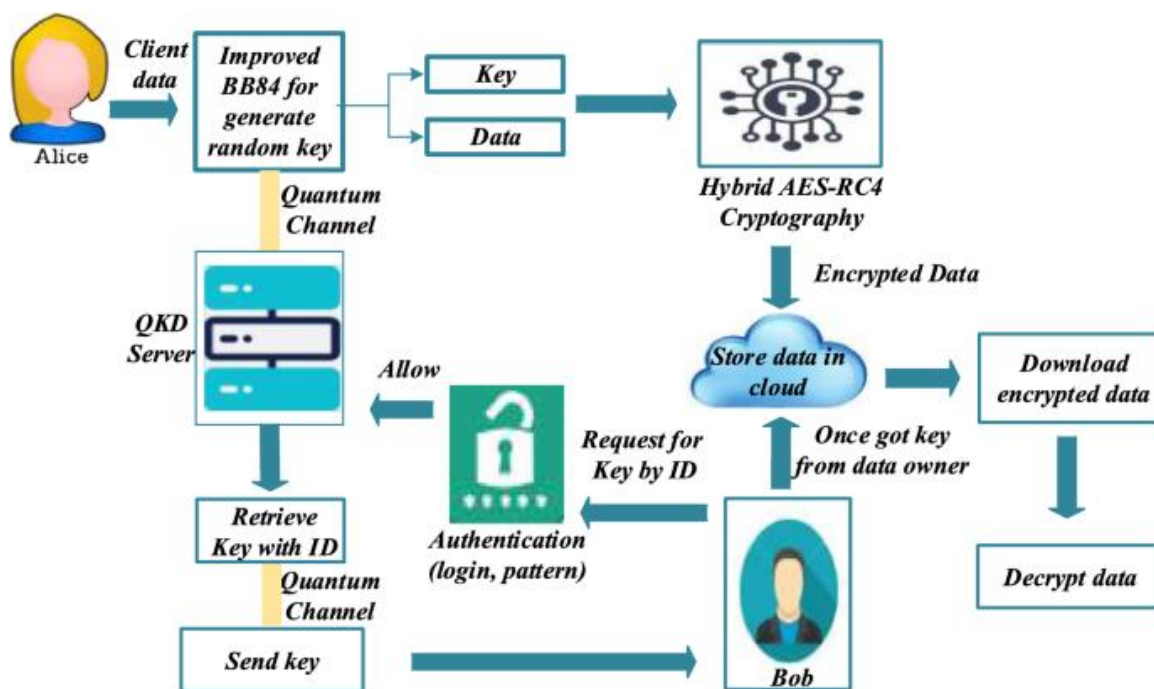 Client
data
Alice
Improved
BB84 for
generate
random key
Key
Data
Hybrid AES-RC4
Cryptography
Quantum
Channel
Encrypted Data
QKD
Server
Store data in
cloud
Download
encrypted data
Allow
Request for
Key by ID
Once got key
from data owner
Retrieve
Key with ID
Authentication
(login, pattern)
Decrypt data
Quantum
Channel
Send key
Bob